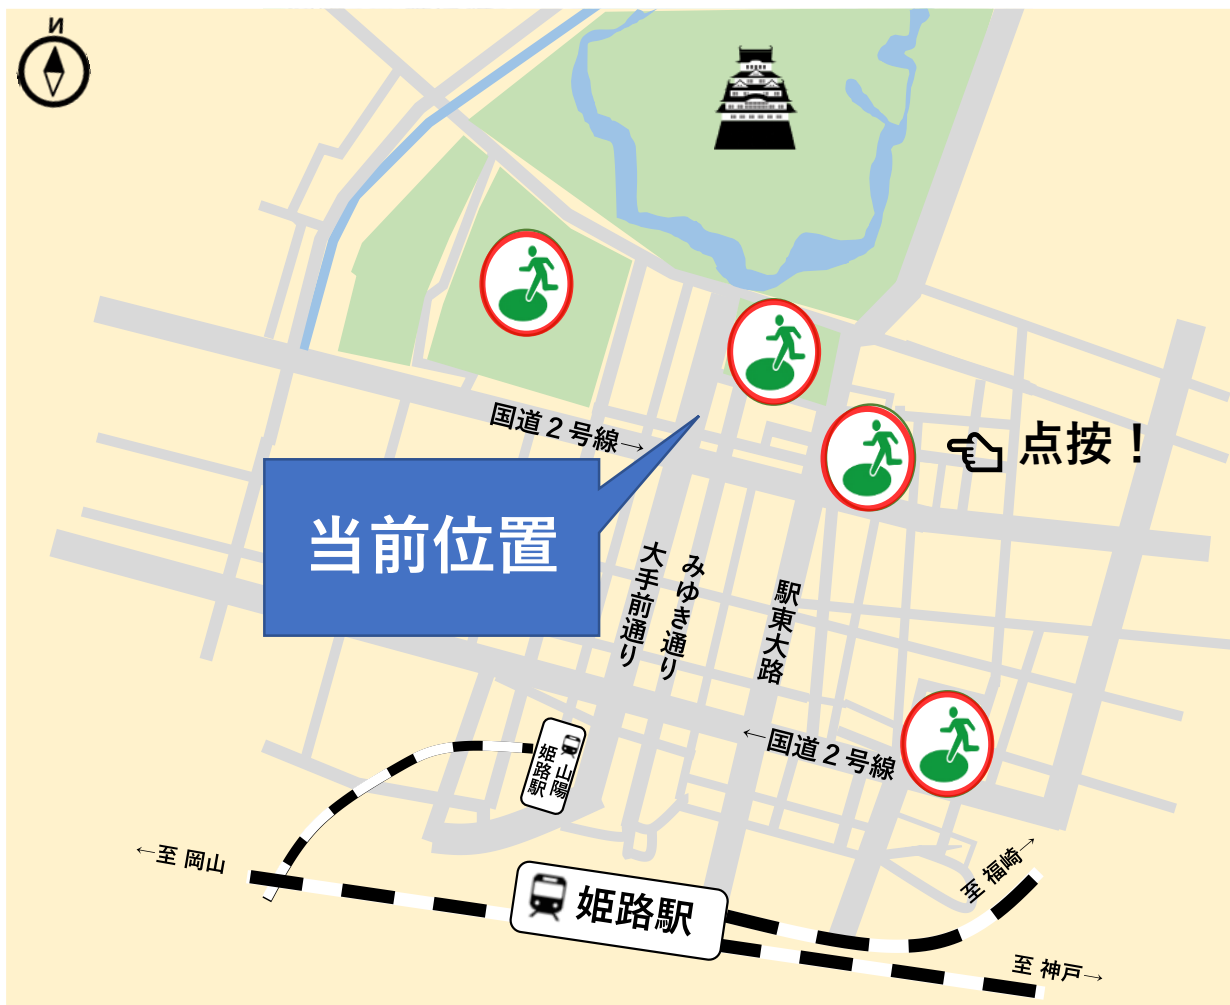 N
国道２号線→
点按！
当前位置
大手前通り
みゆき通り
駅東大路
←国道２号線
山陽
姫路駅
←至 岡山
姫路駅
至 福崎→
至 神戸→